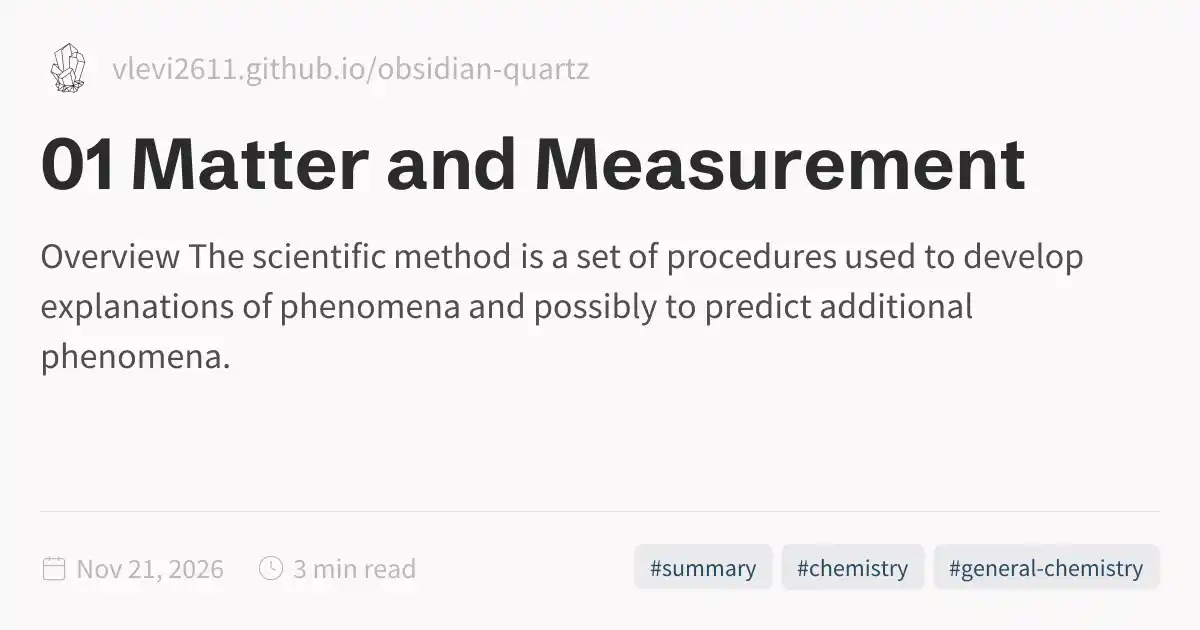 vlevi2611.github.io/obsidian-quartz
01 Matter and Measurement
Overview The scientific method is a set of procedures used to develop
explanations of phenomena and possibly to predict additional
phenomena.
Nov 21, 2026 3 min read #summary #chemistry #general-chemistry